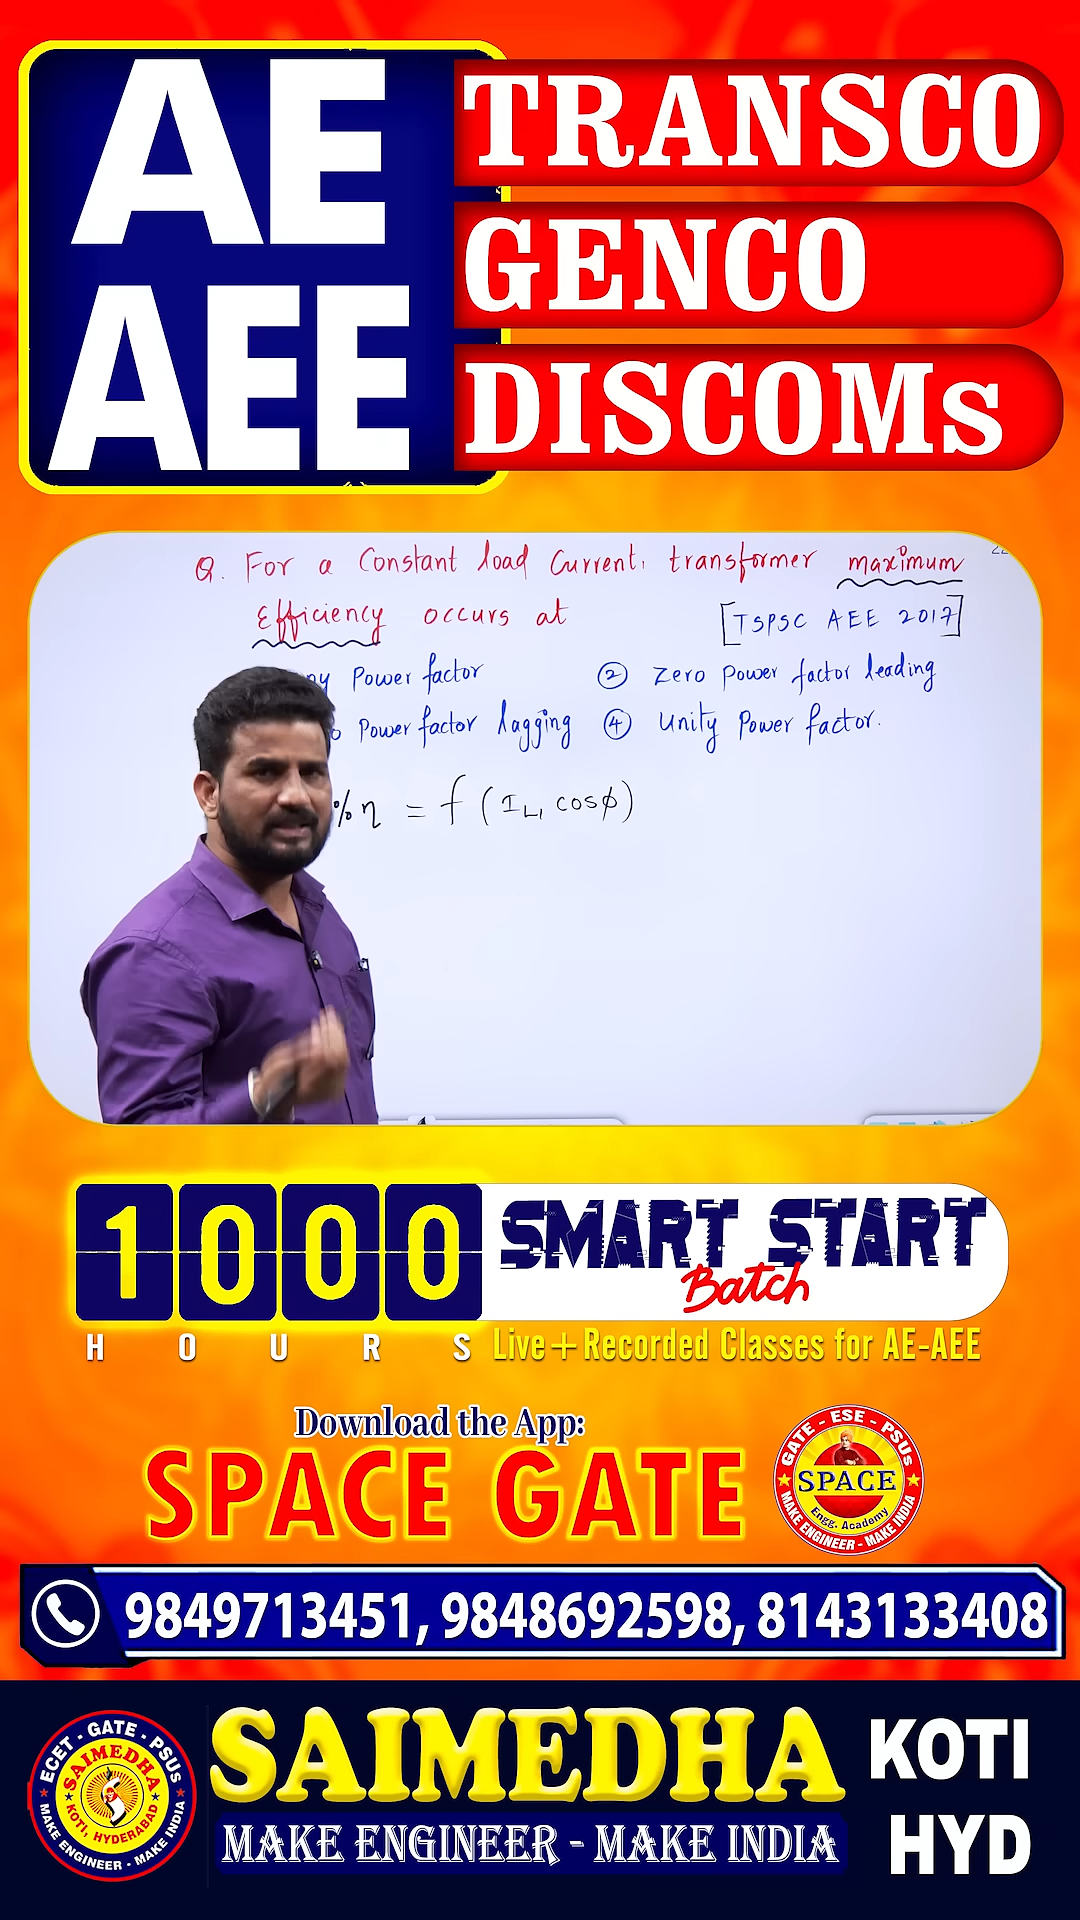 AE
AEE
TRANSCO
GENCO
DISCOMs
Q. For a Constant load Current, transformer maximum
Efficiency occurs at [TSPSC AEE 2017]
Power factor ② Zero Power factor leading
Power factor lagging ④ Unity Power factor.
% η = f (I_L, cosϕ)
1000
HOURS
SMART START
Batch
Live+Recorded Classes for AE-AEE
Download the App:
SPACE GATE
GATE - ESE - PSUs
SPACE
Engg. Academy
MAKE ENGINEER - MAKE INDIA
9849713451, 9848692598, 8143133408
ECET - GATE - PSUs
SAIMEDHA
KOTI, HYDERABAD
MAKE ENGINEER - MAKE INDIA
SAIMEDHA
MAKE ENGINEER - MAKE INDIA
KOTI
HYD